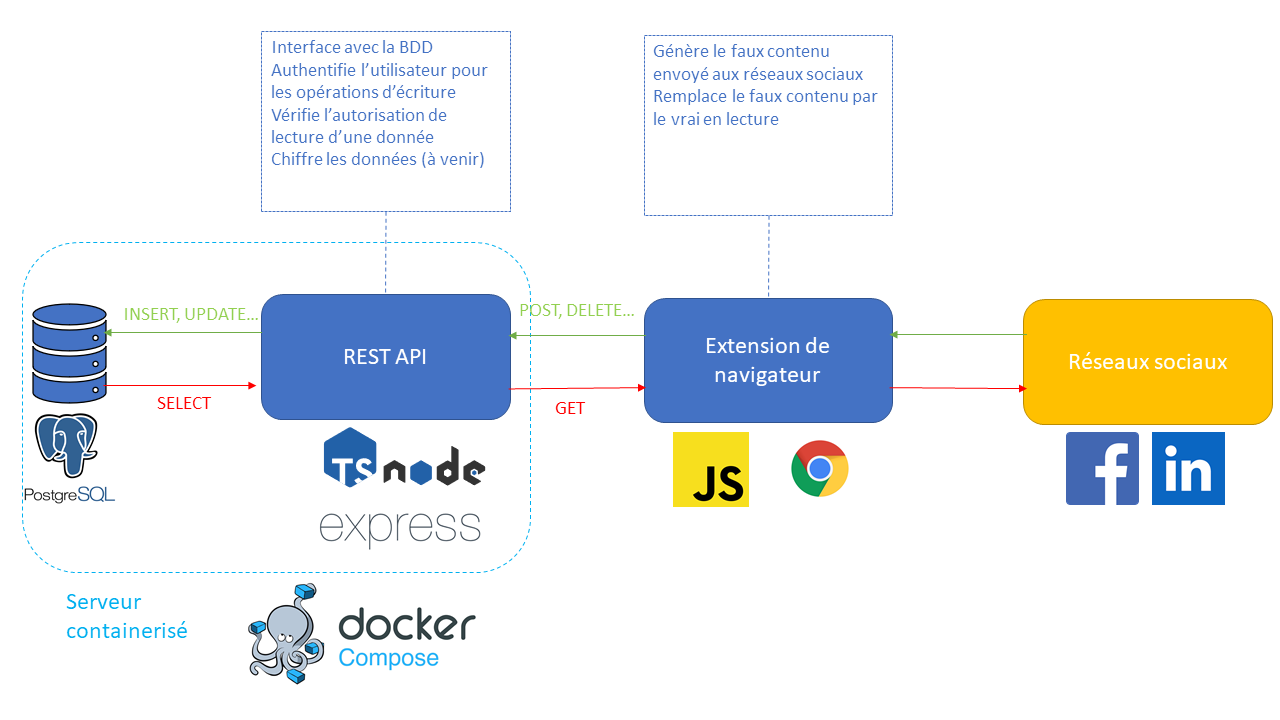 Interface avec la BDD
Authentifie l’utilisateur pour
les opérations d’écriture
Vérifie l’autorisation de
lecture d’une donnée
Chiffre les données (à venir)
Génère le faux contenu
envoyé aux réseaux sociaux
Remplace le faux contenu par
le vrai en lecture
INSERT, UPDATE…
POST, DELETE…
REST API
Extension de
navigateur
Réseaux sociaux
SELECT
GET
PostgreSQL
TS node
express
JS
f
in
Serveur
containerisé
docker
Compose